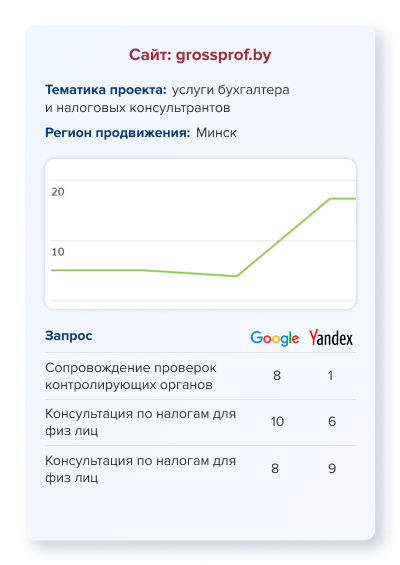 Сайт: grossprof.by
Тематика проекта: услуги бухгалтера
и налоговых консультрантов
Регион продвижения: Минск
20
10
Запрос Google Yandex
Сопровождение проверок
контролирующих органов 8 1
Консультация по налогам для
физ лиц 10 6
Консультация по налогам для
физ лиц 8 9